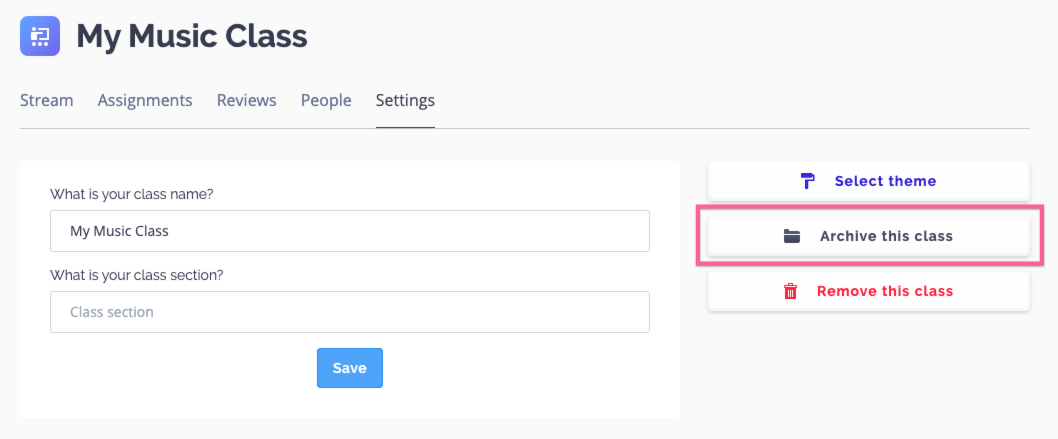 My Music Class
Stream Assignments Reviews People Settings
What is your class name?
My Music Class
What is your class section?
Class section
Save
Select theme
Archive this class
Remove this class